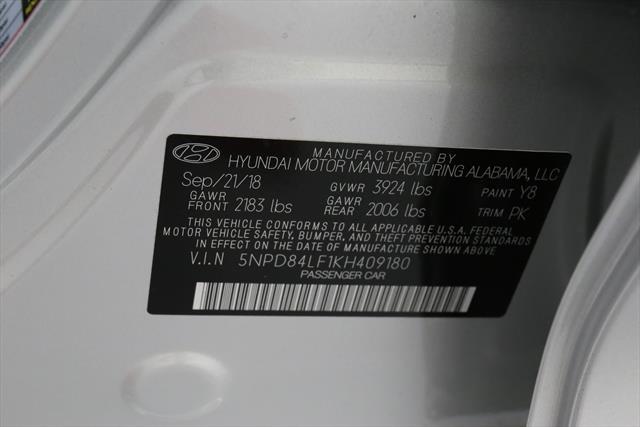 MANUFACTURED BY
HYUNDAI MOTOR MANUFACTURING ALABAMA, LLC
Sep/21/18 GVWR 3924 lbs PAINT Y8
GAWR FRONT 2183 lbs GAWR REAR 2006 lbs TRIM PK
THIS VEHICLE CONFORMS TO ALL APPLICABLE U.S.A. FEDERAL
MOTOR VEHICLE SAFETY, BUMPER, AND THEFT PREVENTION
STANDARDS IN EFFECT ON THE DATE OF MANUFACTURE SHOWN ABOVE
V.I.N 5NPD84LF1KH409180
PASSENGER CAR